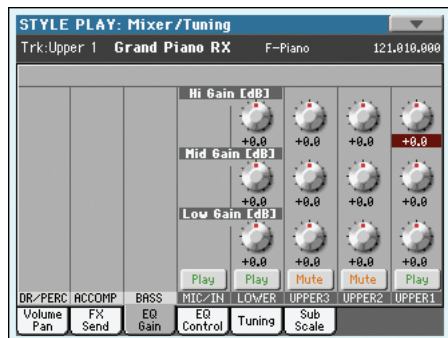 STYLE PLAY: Mixer/Tuning
Trk:Upper 1 Grand Piano RX F-Piano 121.010.000
Hi Gain [dB]
+0.0 +0.0 +0.0 +0.0
Mid Gain [dB]
+0.0 +0.0 +0.0 +0.0
Low Gain [dB]
+0.0 +0.0 +0.0 +0.0
Play Play Mute Mute Play
DR/PERC ACCOMP BASS MIC/IN LOWER UPPER3 UPPER2 UPPER1
Volume Pan FX Send EQ Gain EQ Control Tuning Sub Scale